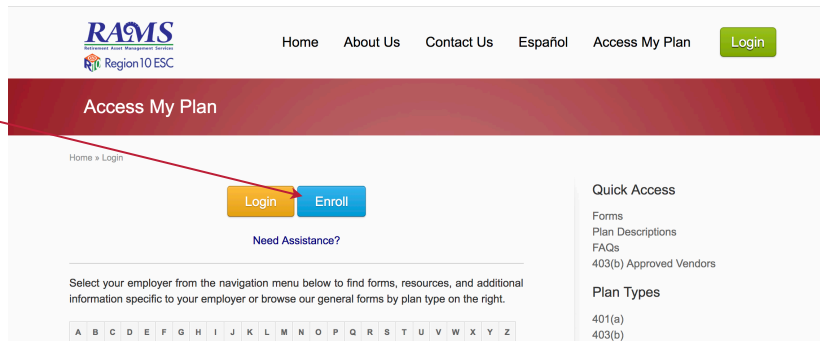 RAMS
Retirement Asset Management Services
Region 10 ESC
Home About Us Contact Us Español Access My Plan Login
Access My Plan
Home » Login
Login Enroll
Need Assistance?
Select your employer from the navigation menu below to find forms, resources, and additional
information specific to your employer or browse our general forms by plan type on the right.
A B C D E F G H I J K L M N O P Q R S T U V W X Y Z
Quick Access
Forms
Plan Descriptions
FAQs
403(b) Approved Vendors
Plan Types
401(a)
403(b)